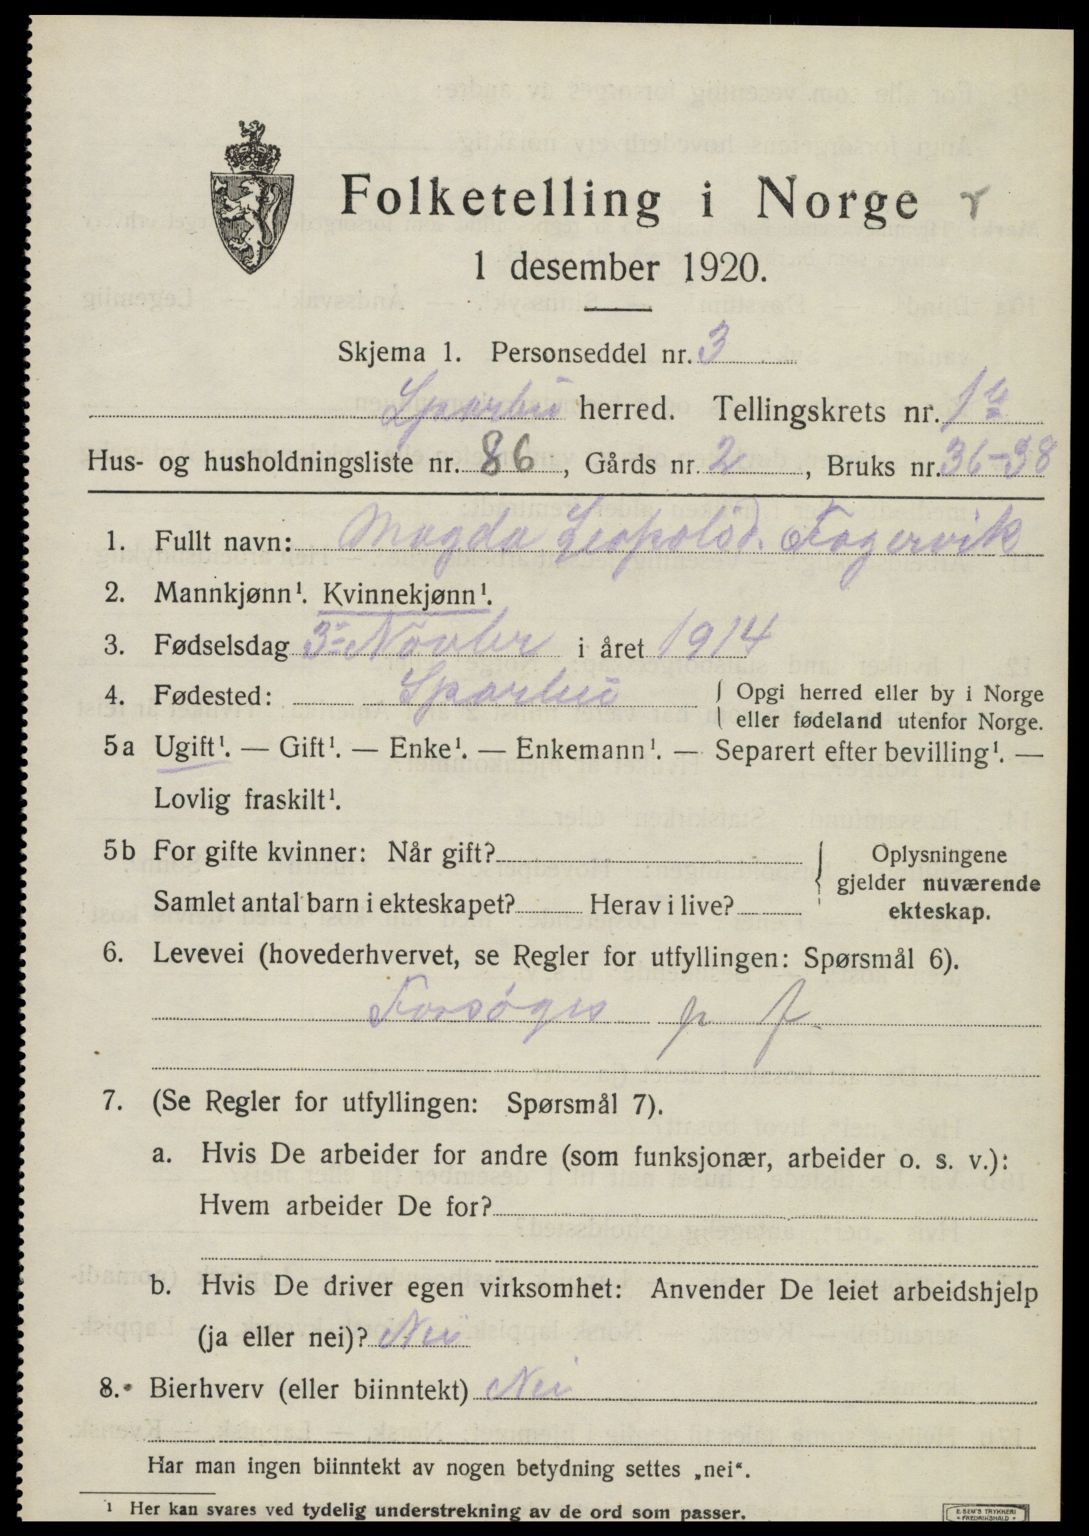 Folketelling i Norge
1 desember 1920.
Skjema 1. Personseddel nr. 3
Sparbu herred. Tellingskrets nr. 1
Hus- og husholdningsliste nr. 86, Gårds nr. 2, Bruks nr. 36-38
1. Fullt navn: Magda Leopolsd. Fagervik
2. Mannkjønn¹. Kvinnekjønn¹.
3. Fødselsdag 3 Novbr i året 1914
4. Fødested: Sparbu { Opgi herred eller by i Norge
eller fødeland utenfor Norge.
5a Ugift¹. — Gift¹. — Enke¹. — Enkemann¹. — Separert efter bevilling¹. —
Lovlig fraskilt¹.
5b For gifte kvinner: Når gift?
Samlet antal barn i ekteskapet? Herav i live?
Oplysningene
gjelder nuværende
ekteskap.
6. Levevei (hovederhvervet, se Regler for utfyllingen: Spørsmål 6).
Forsøges p f.
7. (Se Regler for utfyllingen: Spørsmål 7).
a. Hvis De arbeider for andre (som funksjonær, arbeider o. s. v.):
Hvem arbeider De for?
b. Hvis De driver egen virksomhet: Anvender De leiet arbeidshjelp
(ja eller nei)? Nei
8. Bierhverv (eller biinntekt) Nei
Har man ingen biinntekt av nogen betydning settes „nei“.
¹ Her kan svares ved tydelig understrekning av de ord som passer.
E. SEM'S TRYKKERI
FREDRIKSHALD